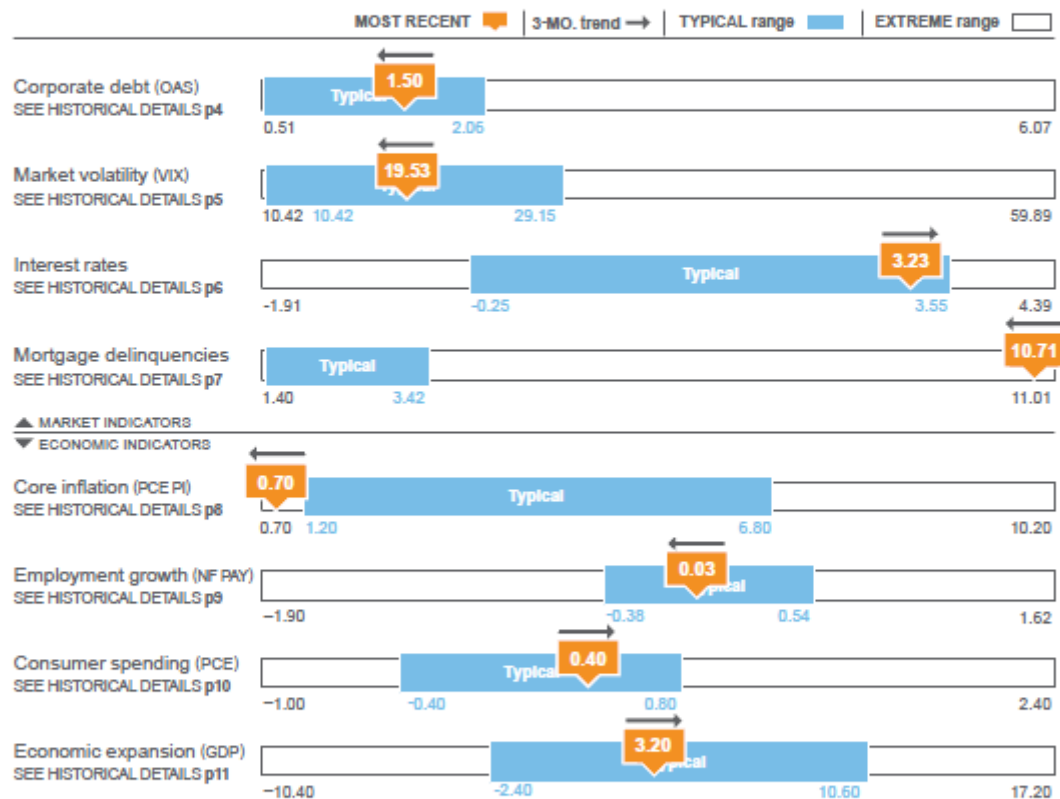 MOST RECENT 3-MO. trend TYPICAL range EXTREME range
Corporate debt (OAS)
SEE HISTORICAL DETAILS p4
1.50
Typical
0.51 2.06 6.07
Market volatility (VIX)
SEE HISTORICAL DETAILS p5
19.53
Typical
10.42 10.42 29.15 59.89
Interest rates
SEE HISTORICAL DETAILS p6
Typical 3.23
-1.91 -0.25 3.55 4.39
Mortgage delinquencies
SEE HISTORICAL DETAILS p7
Typical 10.71
1.40 3.42 11.01
MARKET INDICATORS
ECONOMIC INDICATORS
Core inflation (PCE PI)
SEE HISTORICAL DETAILS p8
0.70 Typical
0.70 1.20 6.80 10.20
Employment growth (NF PAY)
SEE HISTORICAL DETAILS p9
0.03
Typical
−1.90 -0.38 0.54 1.62
Consumer spending (PCE)
SEE HISTORICAL DETAILS p10
0.40
Typical
−1.00 -0.40 0.80 2.40
Economic expansion (GDP)
SEE HISTORICAL DETAILS p11
3.20
Typical
−10.40 -2.40 10.60 17.20